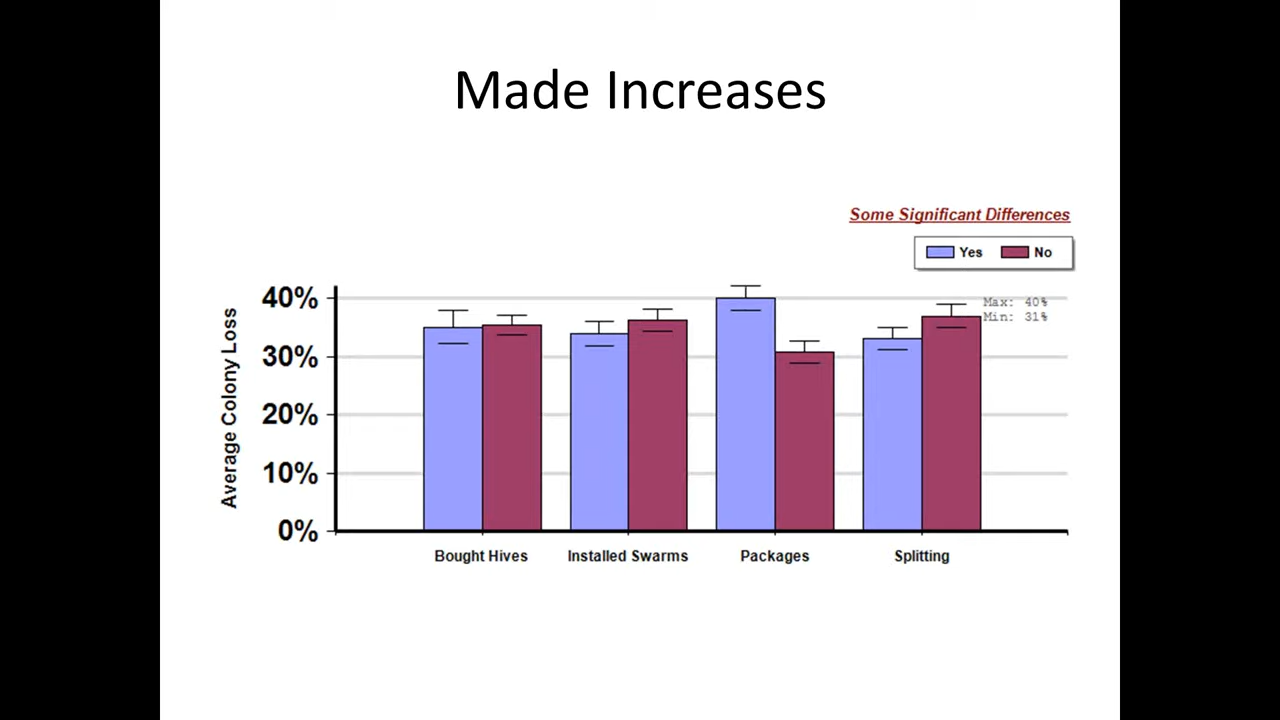 Made Increases
Some Significant Differences
Yes No
Max: 40%
Min: 31%
Average Colony Loss
40%
30%
20%
10%
0%
Bought Hives Installed Swarms Packages Splitting